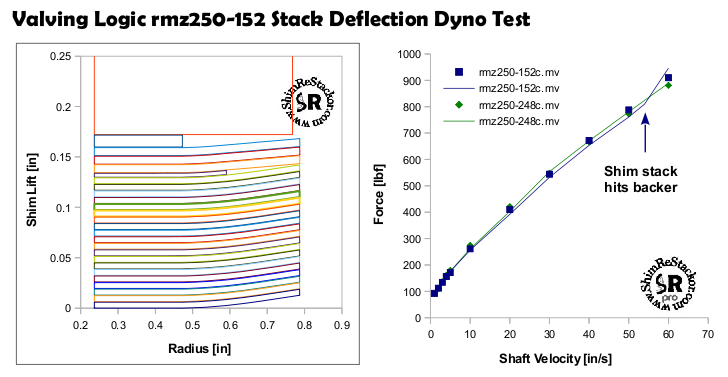 Valving Logic rmz250-152 Stack Deflection Dyno Test
0.25
0.2
0.15
0.1
0.05
0
0.2 0.3 0.4 0.5 0.6 0.7 0.8 0.9
Shim Lift [in]
Radius [in]
ShimReStackor.com
www.
SR
1000
900
800
700
600
500
400
300
200
100
0
0 10 20 30 40 50 60 70
Force [lbf]
Shaft Velocity [in/s]
rmz250-152c.mv
rmz250-152c.mv
rmz250-248c.mv
rmz250-248c.mv
Shim stack
hits backer
www.ShimReStackor.com
SR
pro